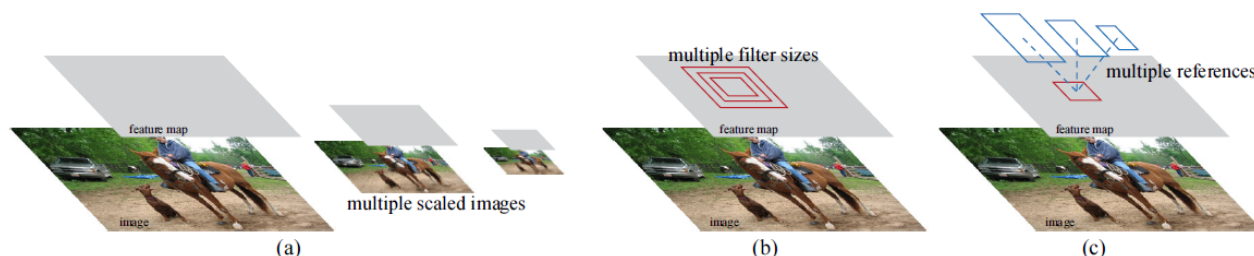 feature map
image
multiple scaled images
(a)
multiple filter sizes
feature map
image
(b)
multiple references
feature map
image
(c)